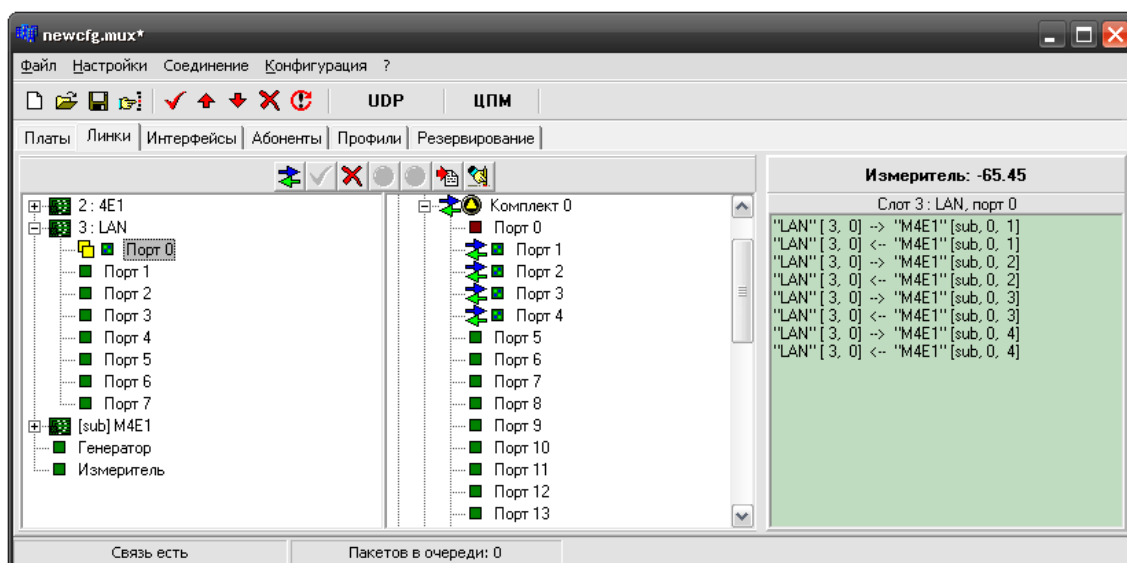 newcfg.mux*
Файл Настройки Соединение Конфигурация ?
UDP ЦПМ
Платы Линки Интерфейсы Абоненты Профили Резервирование
2 : 4E1
3 : LAN
Порт 0
Порт 1
Порт 2
Порт 3
Порт 4
Порт 5
Порт 6
Порт 7
[sub] M4E1
Генератор
Измеритель
Комплект 0
Порт 0
Порт 1
Порт 2
Порт 3
Порт 4
Порт 5
Порт 6
Порт 7
Порт 8
Порт 9
Порт 10
Порт 11
Порт 12
Порт 13
Измеритель: -65.45
Слот 3 : LAN, порт 0
"LAN" [ 3, 0] --> "M4E1" [sub, 0, 1]
"LAN" [ 3, 0] <-- "M4E1" [sub, 0, 1]
"LAN" [ 3, 0] --> "M4E1" [sub, 0, 2]
"LAN" [ 3, 0] <-- "M4E1" [sub, 0, 2]
"LAN" [ 3, 0] --> "M4E1" [sub, 0, 3]
"LAN" [ 3, 0] <-- "M4E1" [sub, 0, 3]
"LAN" [ 3, 0] --> "M4E1" [sub, 0, 4]
"LAN" [ 3, 0] <-- "M4E1" [sub, 0, 4]
Связь есть
Пакетов в очереди: 0